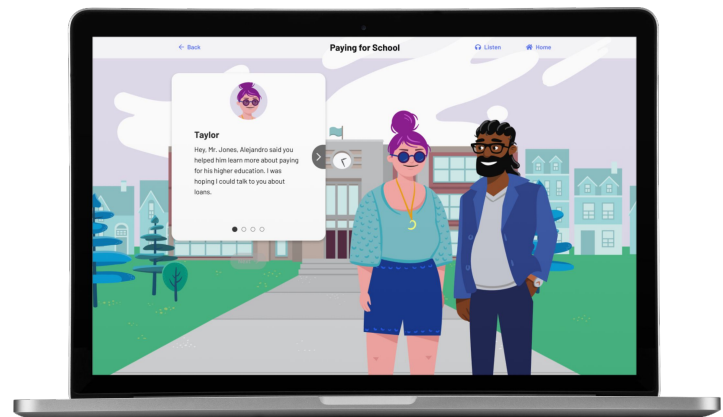 Back
Paying for School
Listen
Home
Taylor
Hey, Mr. Jones, Alejandro said you
helped him learn more about paying
for his higher education. I was
hoping I could talk to you about
loans.